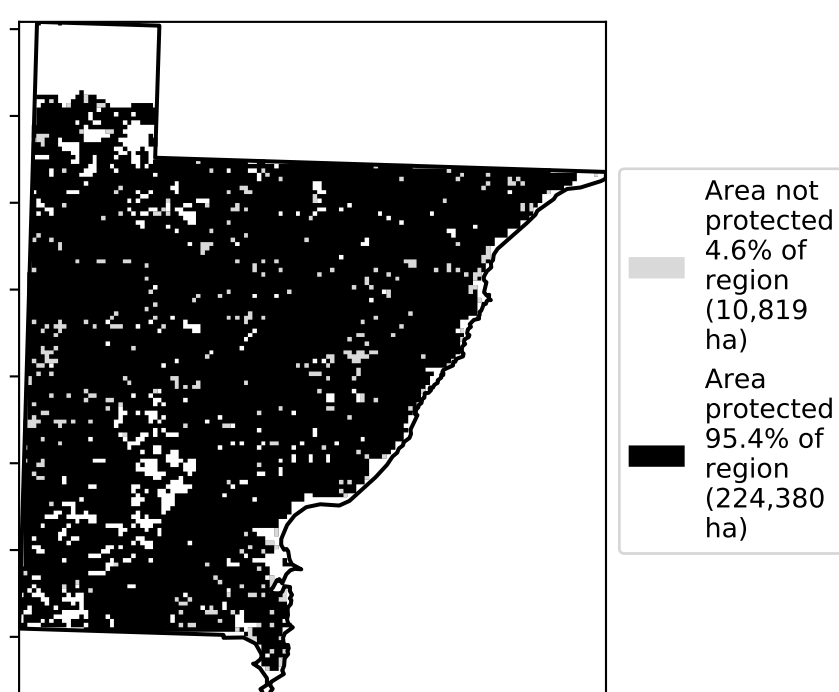 Area not
protected
4.6% of
region
(10,819
ha)
Area
protected
95.4% of
region
(224,380
ha)